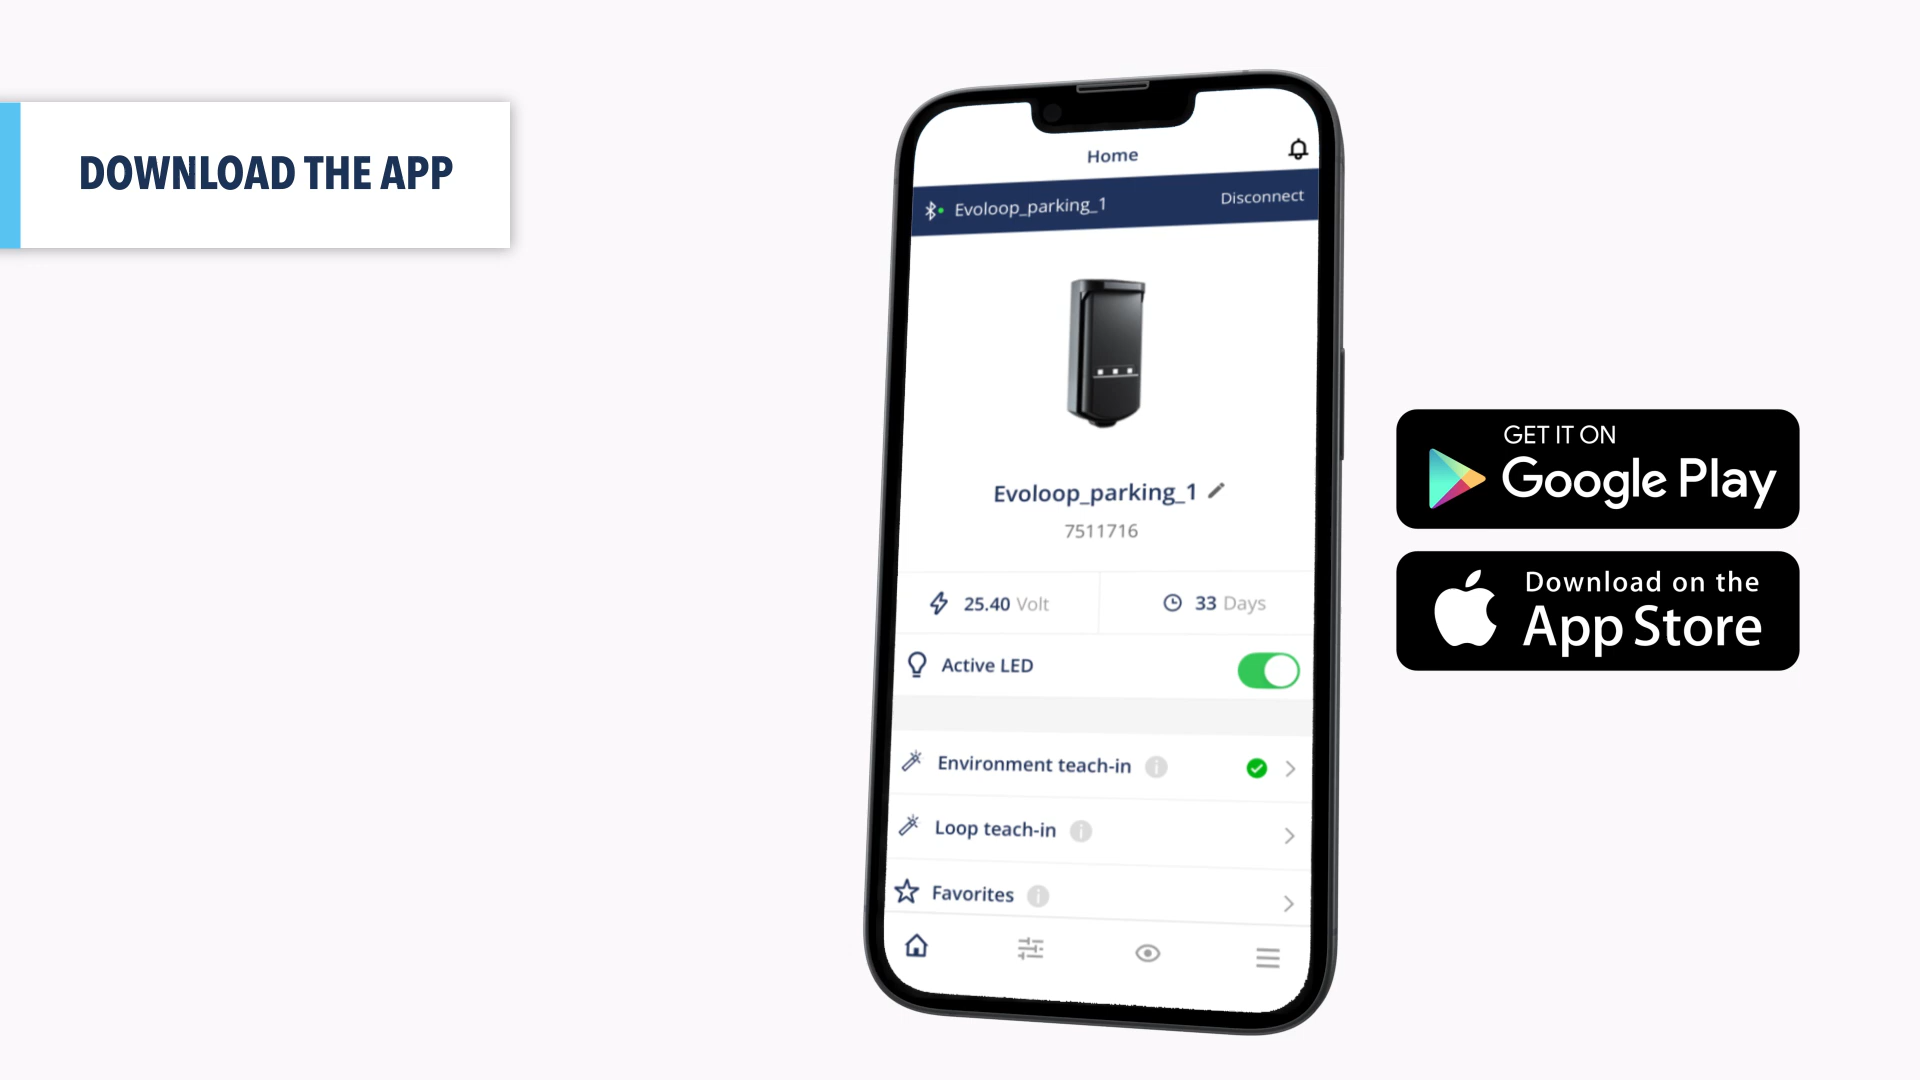 DOWNLOAD THE APP
Home
Evoloop_parking_1
Disconnect
Evoloop_parking_1
7511716
25.40 Volt
33 Days
Active LED
Environment teach-in
Loop teach-in
Favorites
GET IT ON
Google Play
Download on the
App Store